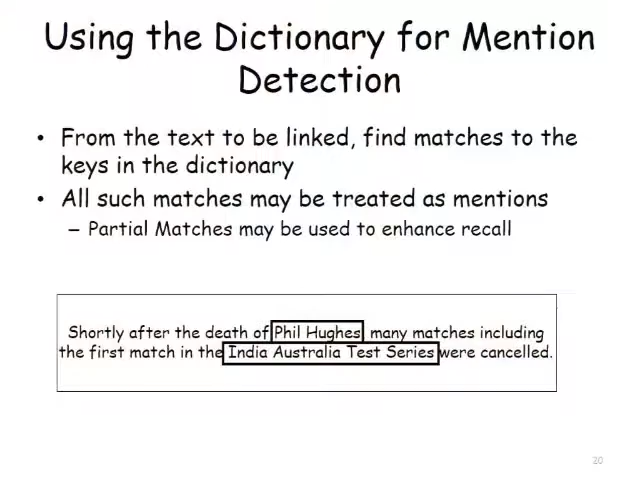 Using the Dictionary for Mention
Detection
• From the text to be linked, find matches to the
keys in the dictionary
• All such matches may be treated as mentions
– Partial Matches may be used to enhance recall
Shortly after the death of Phil Hughes, many matches including
the first match in the India Australia Test Series were cancelled.
20